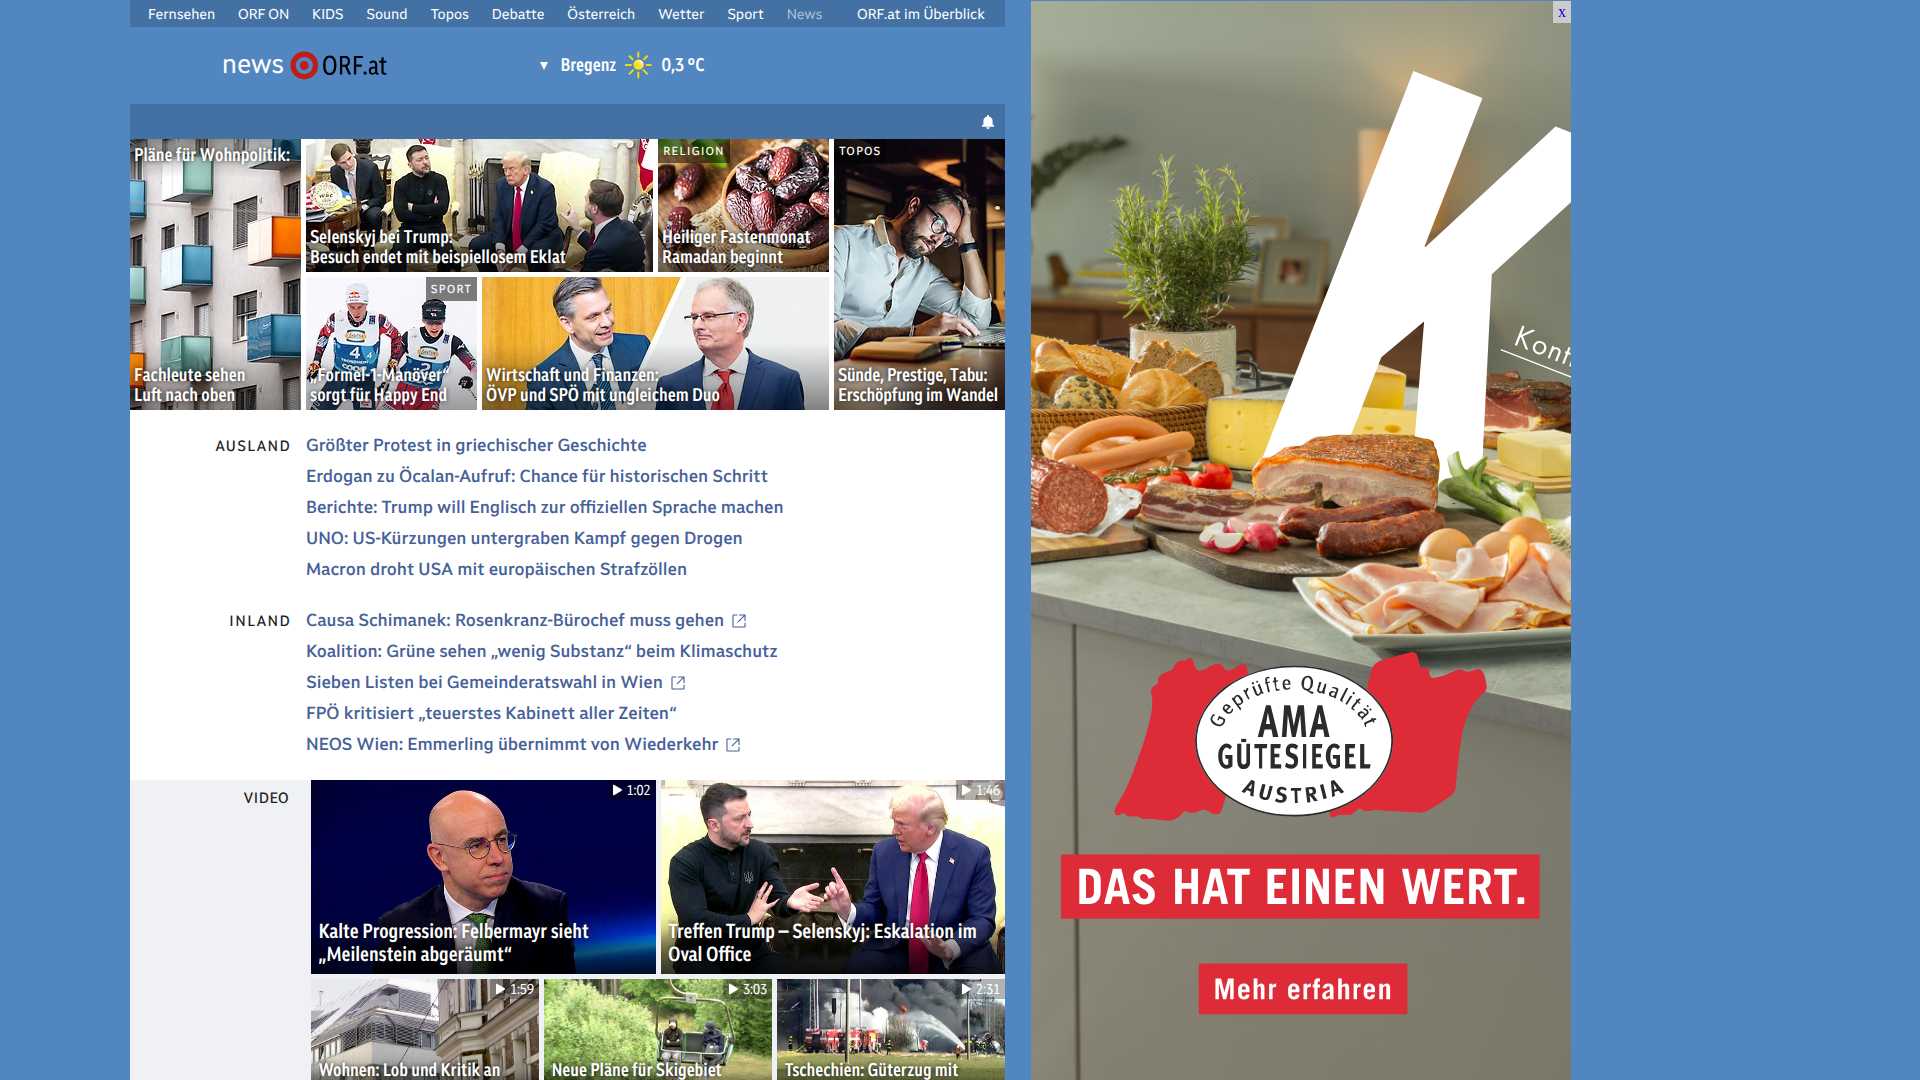 Fernsehen ORF ON KIDS Sound Topos Debatte Österreich Wetter Sport News ORF.at im Überblick
news ORF.at
▼ Bregenz 0,3 °C
Pläne für Wohnpolitik:
Fachleute sehen
Luft nach oben
Selenskyj bei Trump:
Besuch endet mit beispiellosem Eklat
RELIGION
Heiliger Fastenmonat
Ramadan beginnt
TOPOS
Sünde, Prestige, Tabu:
Erschöpfung im Wandel
SPORT
„Formel-1-Manöver“
sorgt für Happy End
Wirtschaft und Finanzen:
ÖVP und SPÖ mit ungleichem Duo
AUSLAND
Größter Protest in griechischer Geschichte
Erdogan zu Öcalan-Aufruf: Chance für historischen Schritt
Berichte: Trump will Englisch zur offiziellen Sprache machen
UNO: US-Kürzungen untergraben Kampf gegen Drogen
Macron droht USA mit europäischen Strafzöllen
INLAND
Causa Schimanek: Rosenkranz-Bürochef muss gehen
Koalition: Grüne sehen „wenig Substanz“ beim Klimaschutz
Sieben Listen bei Gemeinderatswahl in Wien
FPÖ kritisiert „teuerstes Kabinett aller Zeiten“
NEOS Wien: Emmerling übernimmt von Wiederkehr
VIDEO
1:02
Kalte Progression: Felbermayr sieht
„Meilenstein abgeräumt“
1:46
Treffen Trump – Selenskyj: Eskalation im
Oval Office
1:59
Wohnen: Lob und Kritik an
3:03
Neue Pläne für Skigebiet
2:31
Tschechien: Güterzug mit
x
K
Konf
Geprüfte Qualität
AMA
GÜTESIEGEL
AUSTRIA
DAS HAT EINEN WERT.
Mehr erfahren